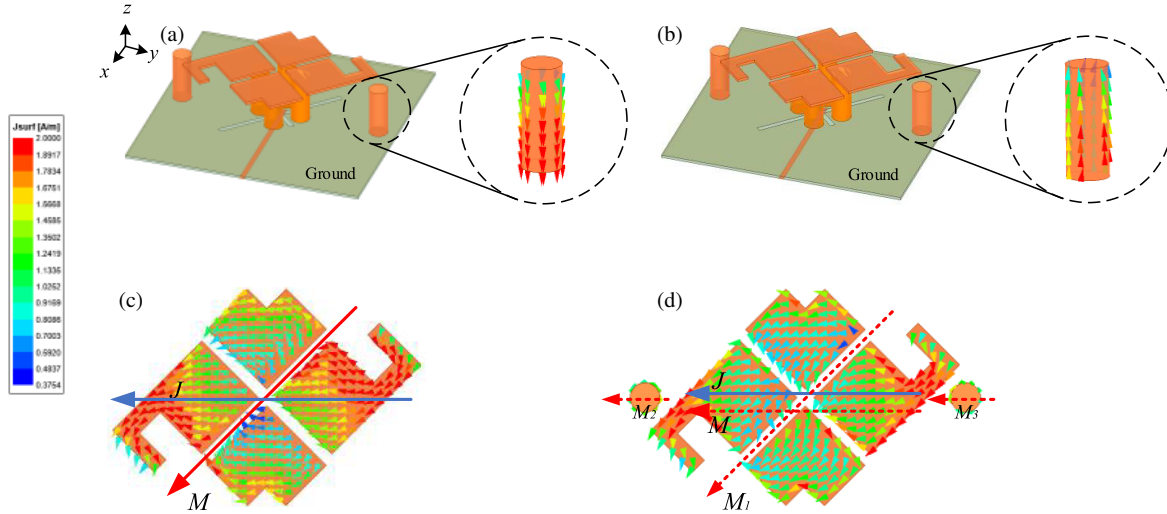 z
y
x
(a)
Ground
(b)
Ground
Jsurf [A/m]
2.0000
1.8917
1.7834
1.6751
1.5668
1.4585
1.3502
1.2419
1.1335
1.0252
0.9169
0.8086
0.7003
0.5920
0.4837
0.3754
(c)
J
M
(d)
J
M
M2
M3
M1